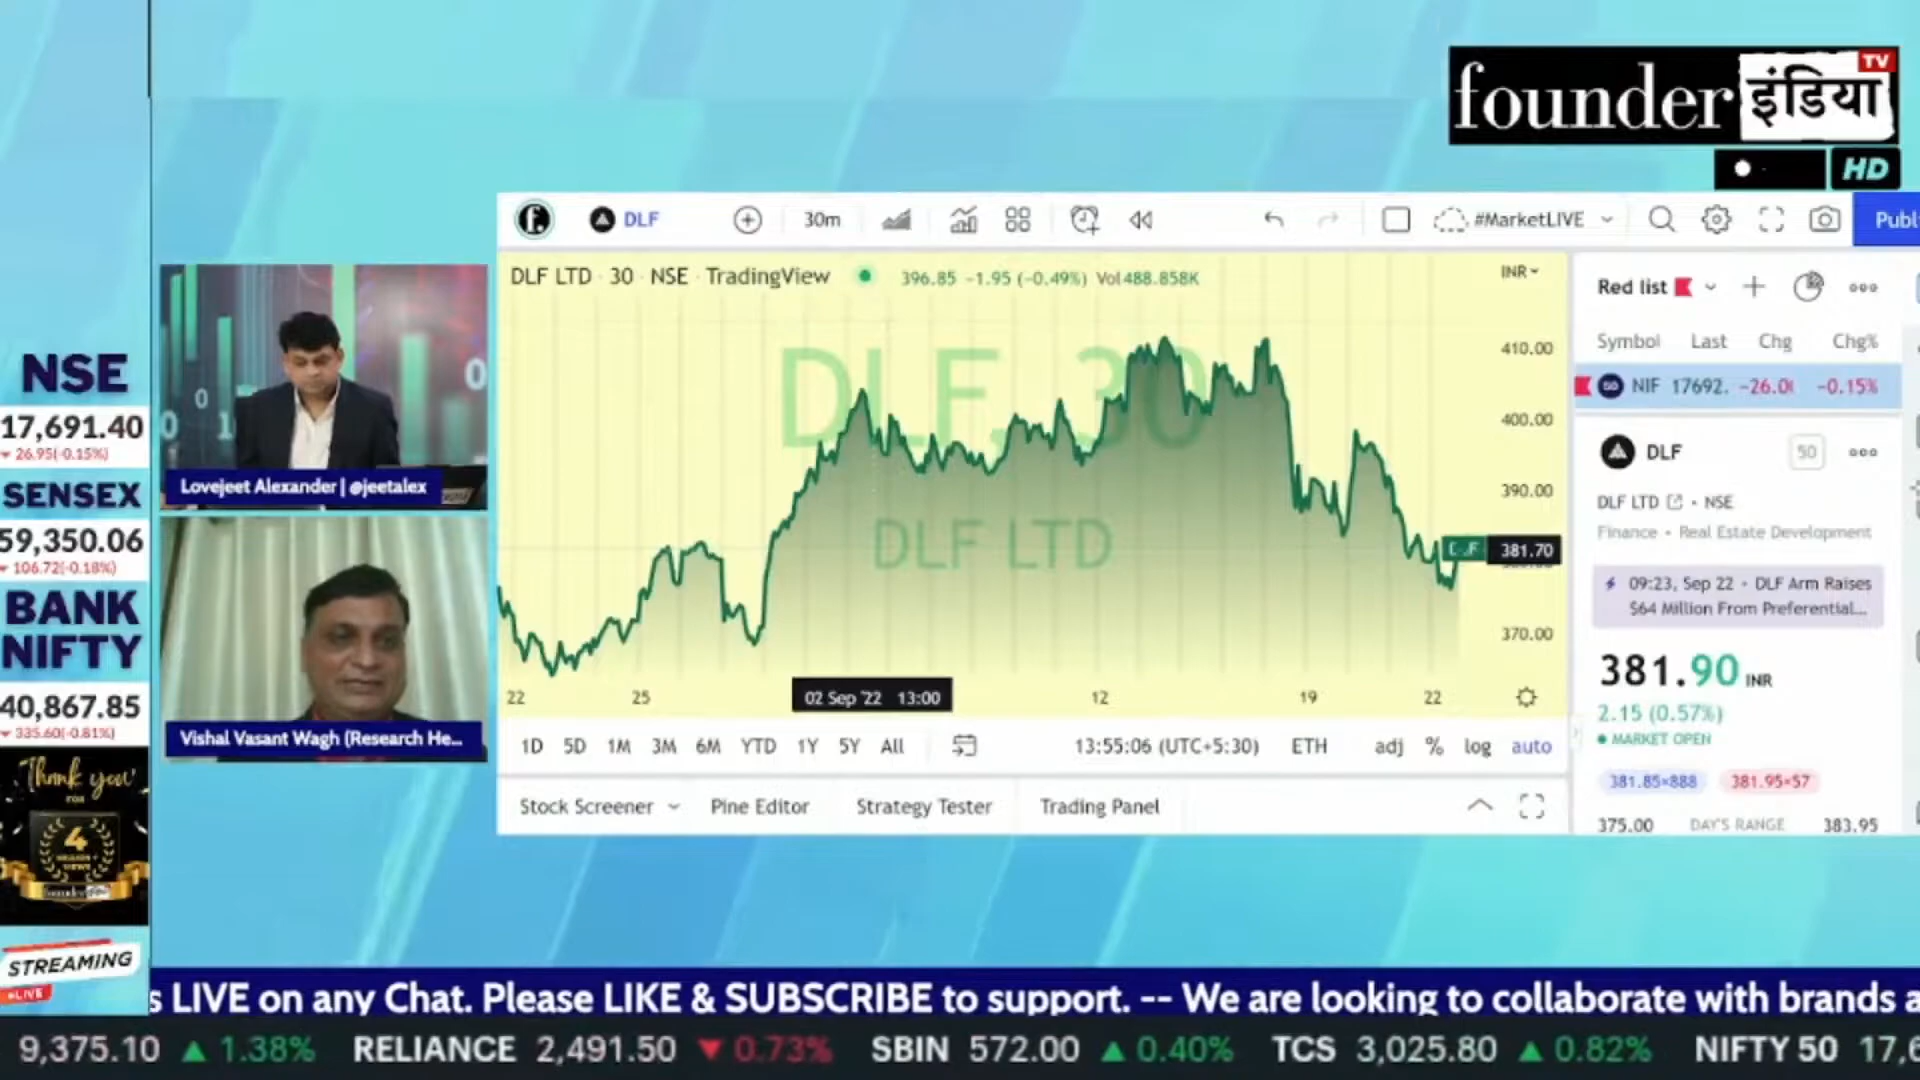 founder इंडिया TV
HD
DLF 30m #MarketLIVE Publ
DLF LTD · 30 · NSE · TradingView 396.85 −1.95 (−0.49%) Vol 488.858K
INR
DLF, 30
DLF LTD
410.00
400.00
390.00
381.70
370.00
22 25 02 Sep '22 13:00 12 19 22
1D 5D 1M 3M 6M YTD 1Y 5Y All 13:55:06 (UTC+5:30) ETH adj % log auto
Stock Screener Pine Editor Strategy Tester Trading Panel
Red list
Symbol Last Chg Chg%
NIF 17692. −26.0 −0.15%
DLF 50
DLF LTD • NSE
Finance • Real Estate Development
09:23, Sep 22 • DLF Arm Raises
$64 Million From Preferential...
381.90 INR
2.15 (0.57%)
MARKET OPEN
381.85×888 381.95×57
375.00 DAY'S RANGE 383.95
Lovejeet Alexander | @jeetalex
Vishal Vasant Wagh (Research He...
NSE
17,691.40
26.95(-0.15%)
SENSEX
59,350.06
106.72(-0.18%)
BANK
NIFTY
40,867.85
335.60(-0.81%)
Thank you
FOR
4
VIEWS
STREAMING
LIVE
s LIVE on any Chat. Please LIKE & SUBSCRIBE to support. -- We are looking to collaborate with brands a
9,375.10 ▲ 1.38% RELIANCE 2,491.50 ▼ 0.73% SBIN 572.00 ▲ 0.40% TCS 3,025.80 ▲ 0.82% NIFTY 50 17,6